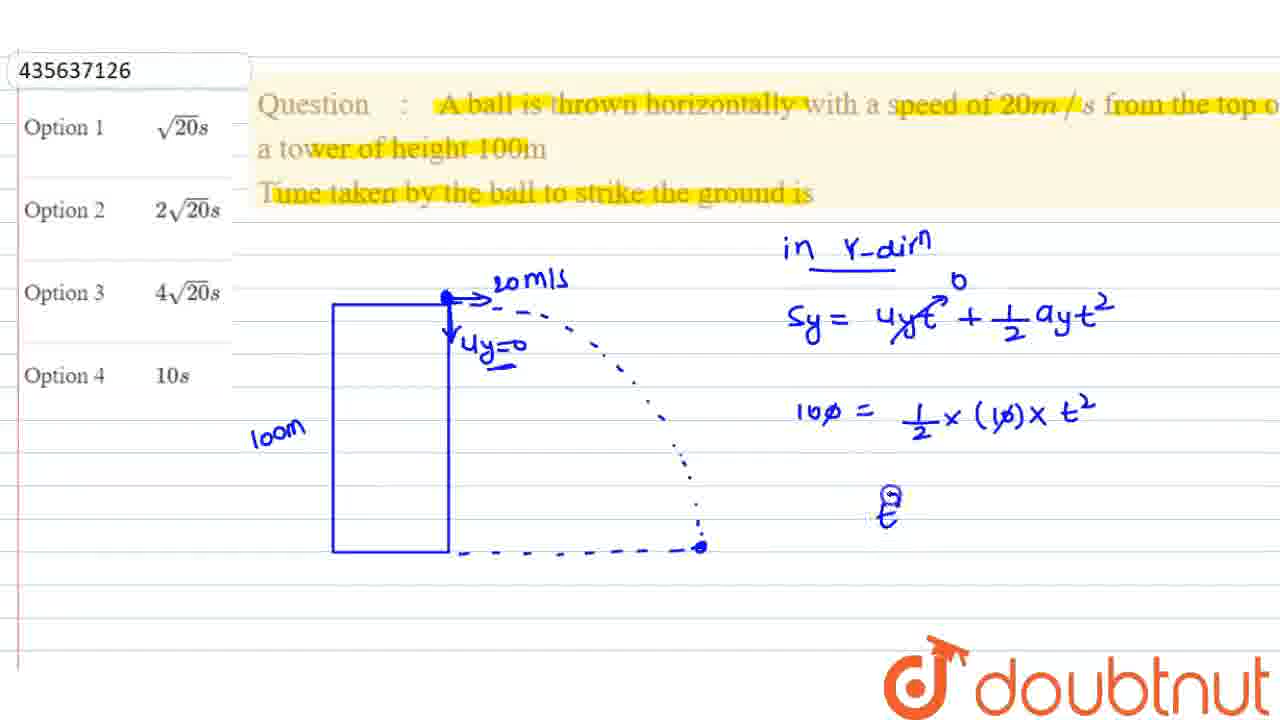 435637126
Question : A ball is thrown horizontally with a speed of 20m/s from the top o
a tower of height 100m
Time taken by the ball to strike the ground is
Option 1 √20s
Option 2 2√20s
Option 3 4√20s
Option 4 10s
20m/s
uy=0
100m
in Y-dirn
0
Sy = uyt + 1/2 ayt²
100 = 1/2 × (10) × t²
t
doubtnut